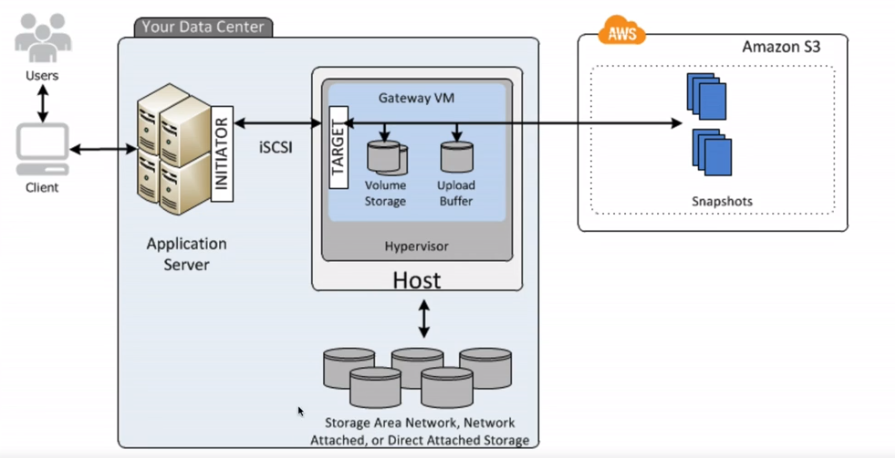 Your Data Center
AWS
Amazon S3
Users
Client
Gateway VM
INITIATOR
iSCSI
TARGET
Volume
Storage
Upload
Buffer
Snapshots
Application
Server
Hypervisor
Host
Storage Area Network, Network
Attached, or Direct Attached Storage